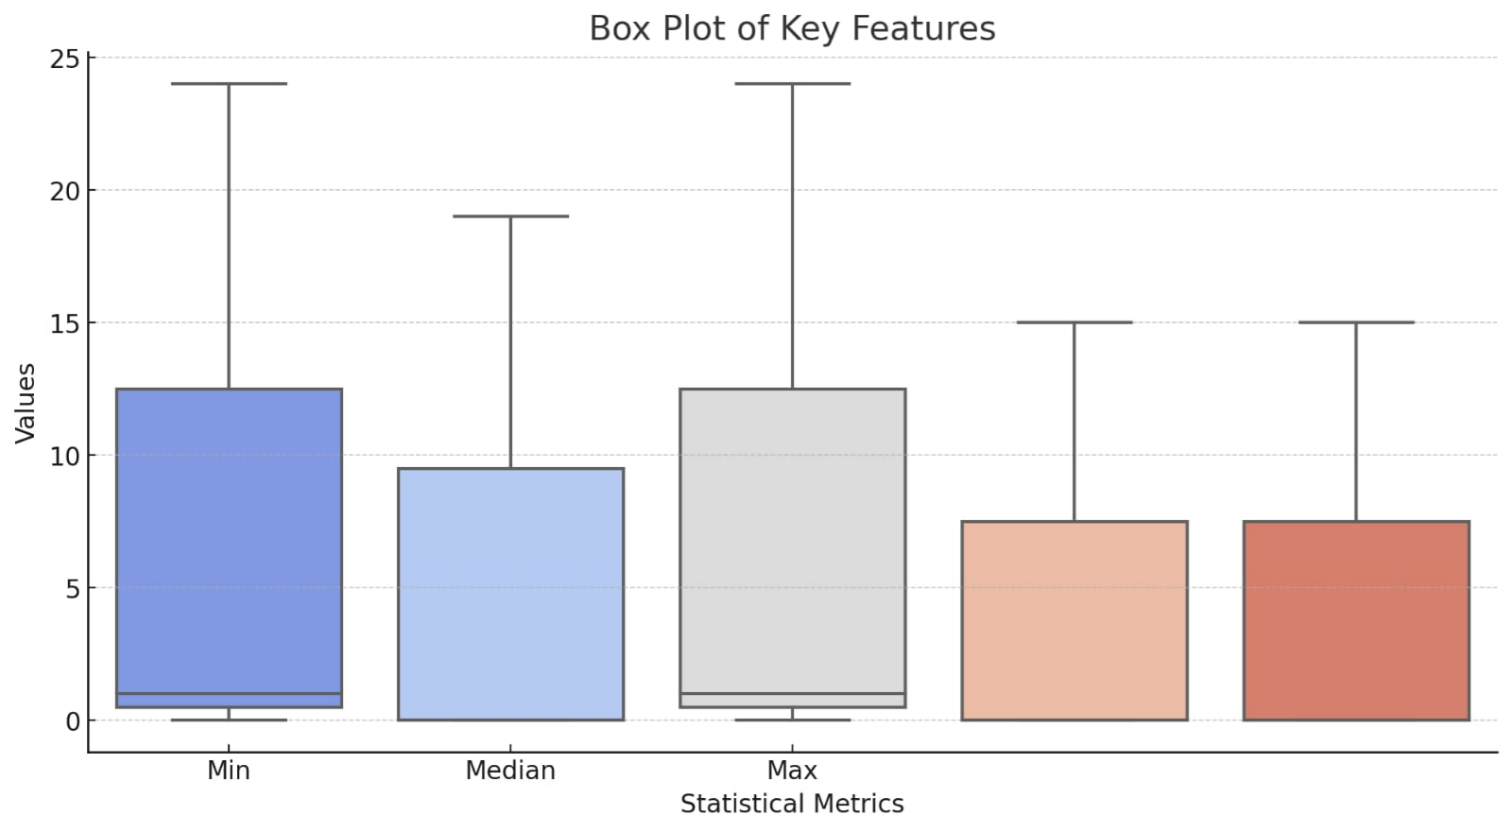 Box Plot of Key Features
25
20
15
10
5
0
Values
Min Median Max
Statistical Metrics